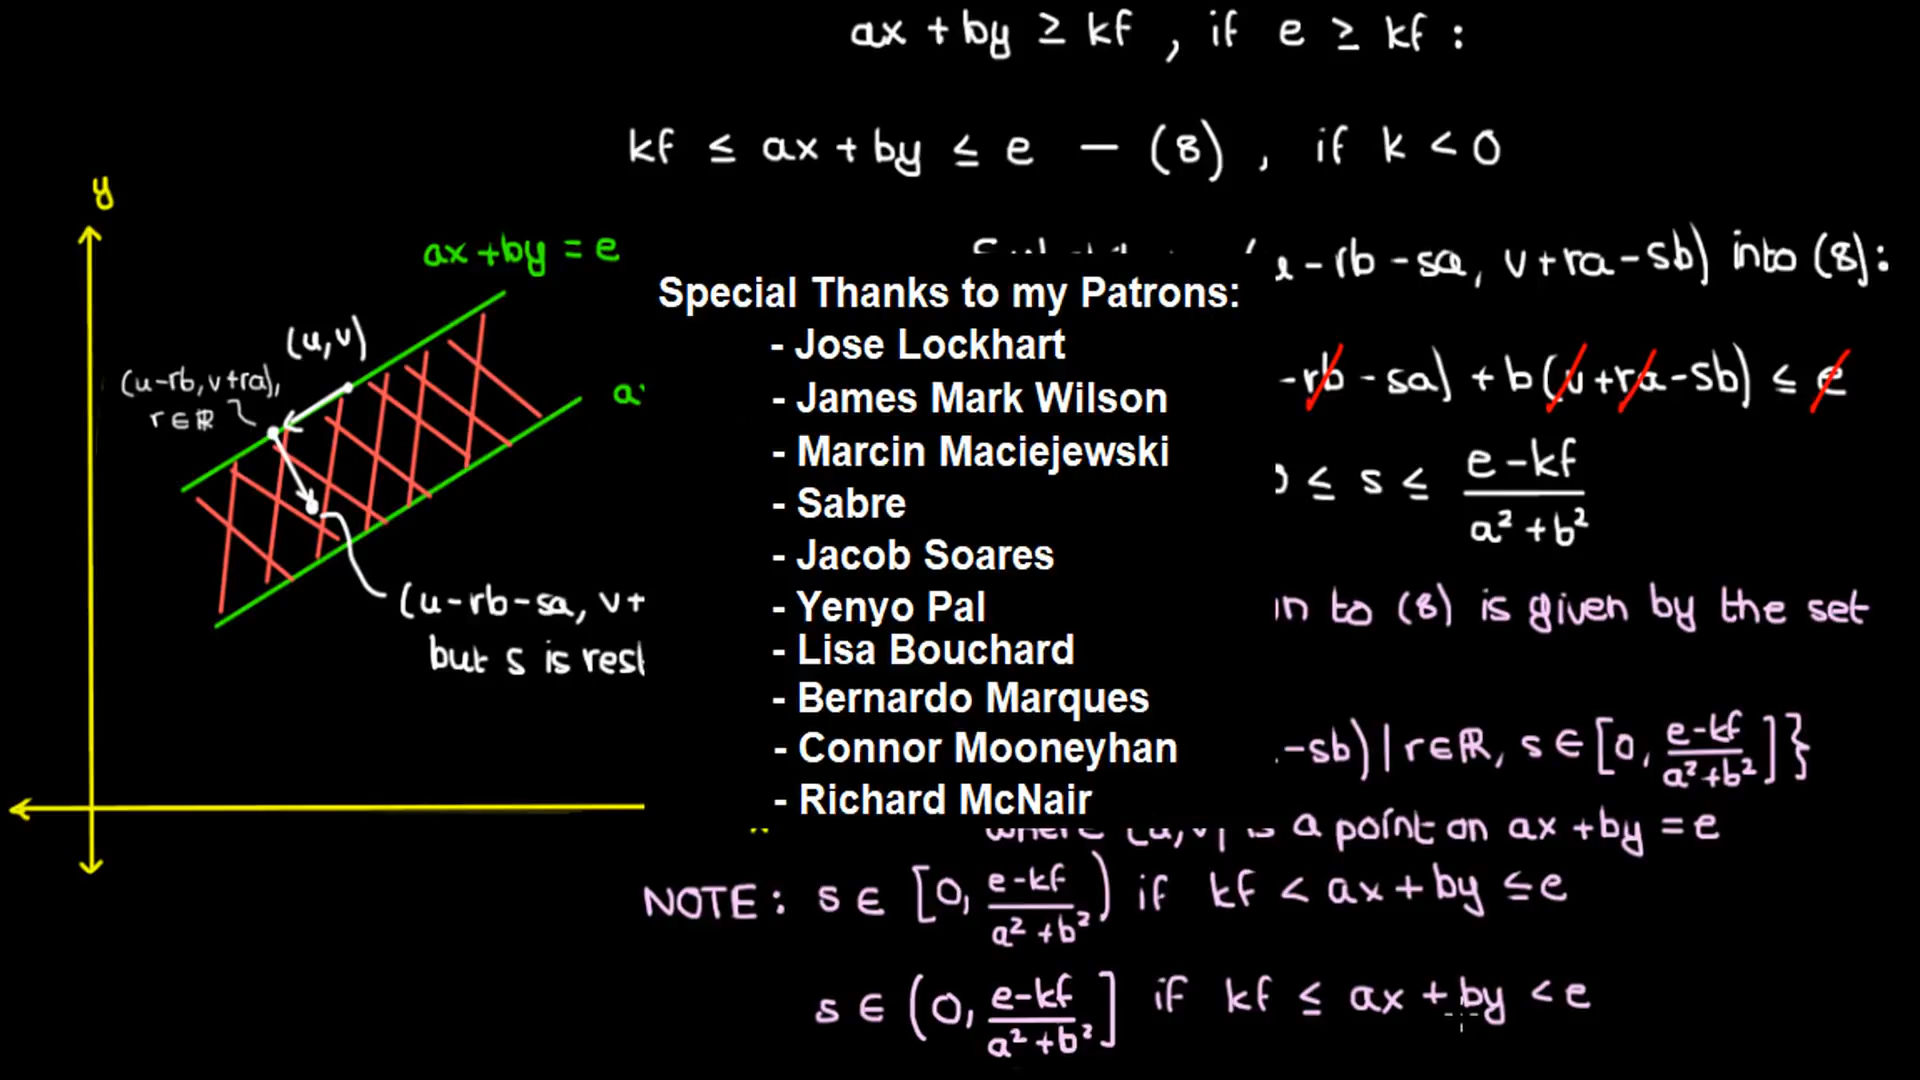 ax + by ≥ kf , if e ≥ kf :
kf ≤ ax + by ≤ e — (8) , if k < 0
y
ax + by = e
- rb - sa, v + ra - sb) into (8):
(u,v)
(u-rb, v+ra),
r ∈ ℝ
-rb - sa) + b(v + ra - sb) ≤ e
≤ s ≤ (e - kf)/(a² + b²)
(u-rb-sa, v+
but s is
to (8) is given by the set
-sb) | r ∈ ℝ, s ∈ [0, (e-kf)/(a²+b²)]}
where (u,v) is a point on ax + by = e
NOTE: s ∈ [0, (e-kf)/(a²+b²)) if kf < ax + by ≤ e
s ∈ (0, (e-kf)/(a²+b²)] if kf ≤ ax + by < e
Special Thanks to my Patrons:
- Jose Lockhart
- James Mark Wilson
- Marcin Maciejewski
- Sabre
- Jacob Soares
- Yenyo Pal
- Lisa Bouchard
- Bernardo Marques
- Connor Mooneyhan
- Richard McNair